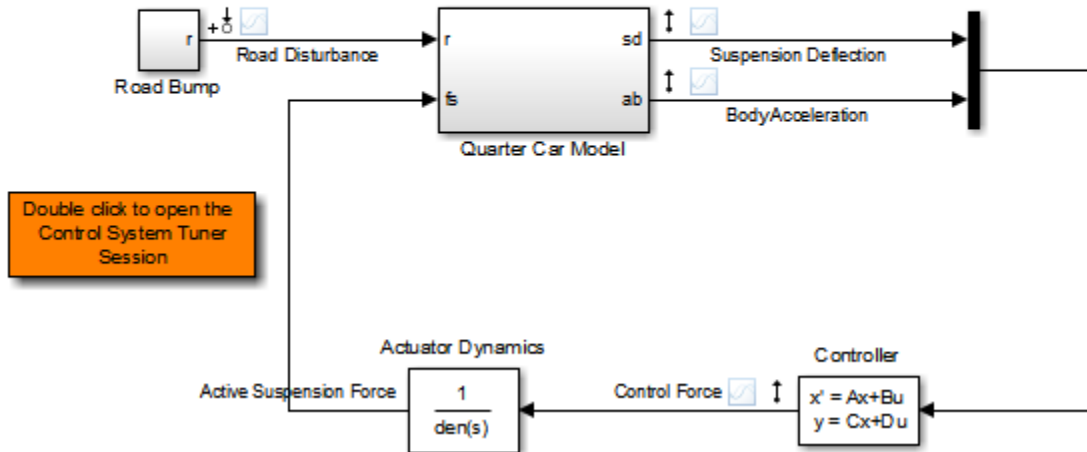 r
Road Disturbance
Road Bump
r
fs
sd
ab
Quarter Car Model
Suspension Deflection
BodyAcceleration
Double click to open the
Control System Tuner
Session
Actuator Dynamics
Active Suspension Force
1
den(s)
Control Force
Controller
x' = Ax+Bu
y = Cx+Du